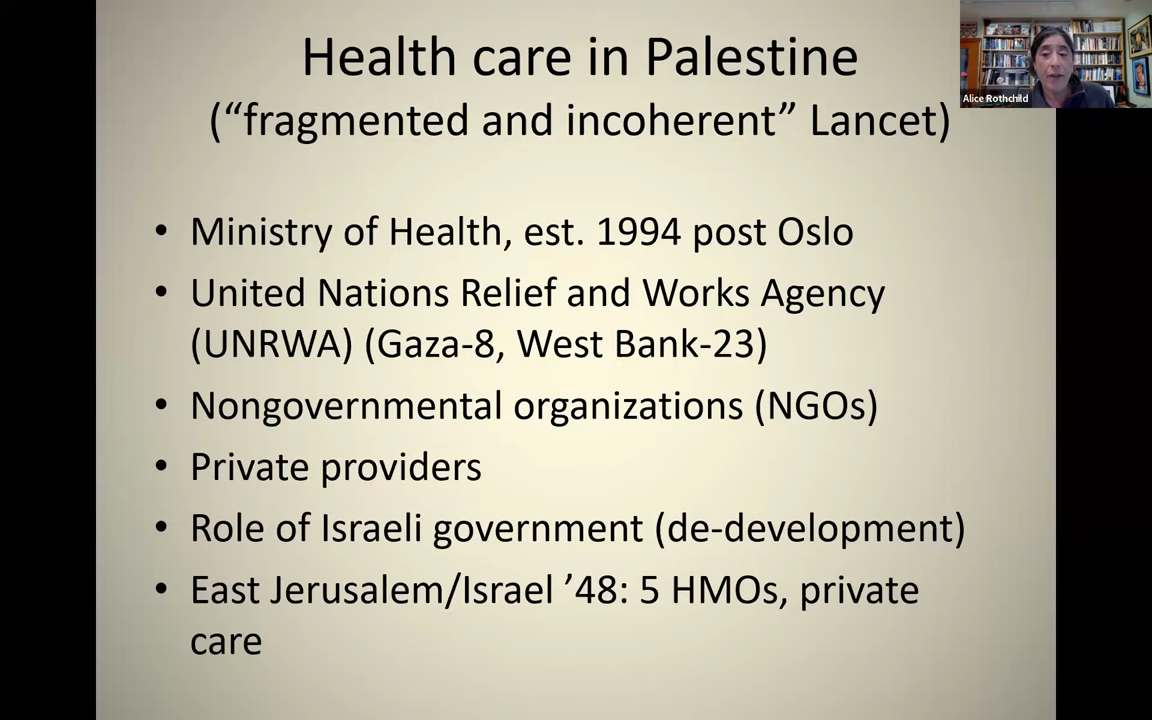 Health care in Palestine
(“fragmented and incoherent” Lancet)
Alice Rothchild
• Ministry of Health, est. 1994 post Oslo
• United Nations Relief and Works Agency
(UNRWA) (Gaza-8, West Bank-23)
• Nongovernmental organizations (NGOs)
• Private providers
• Role of Israeli government (de-development)
• East Jerusalem/Israel ’48: 5 HMOs, private
care